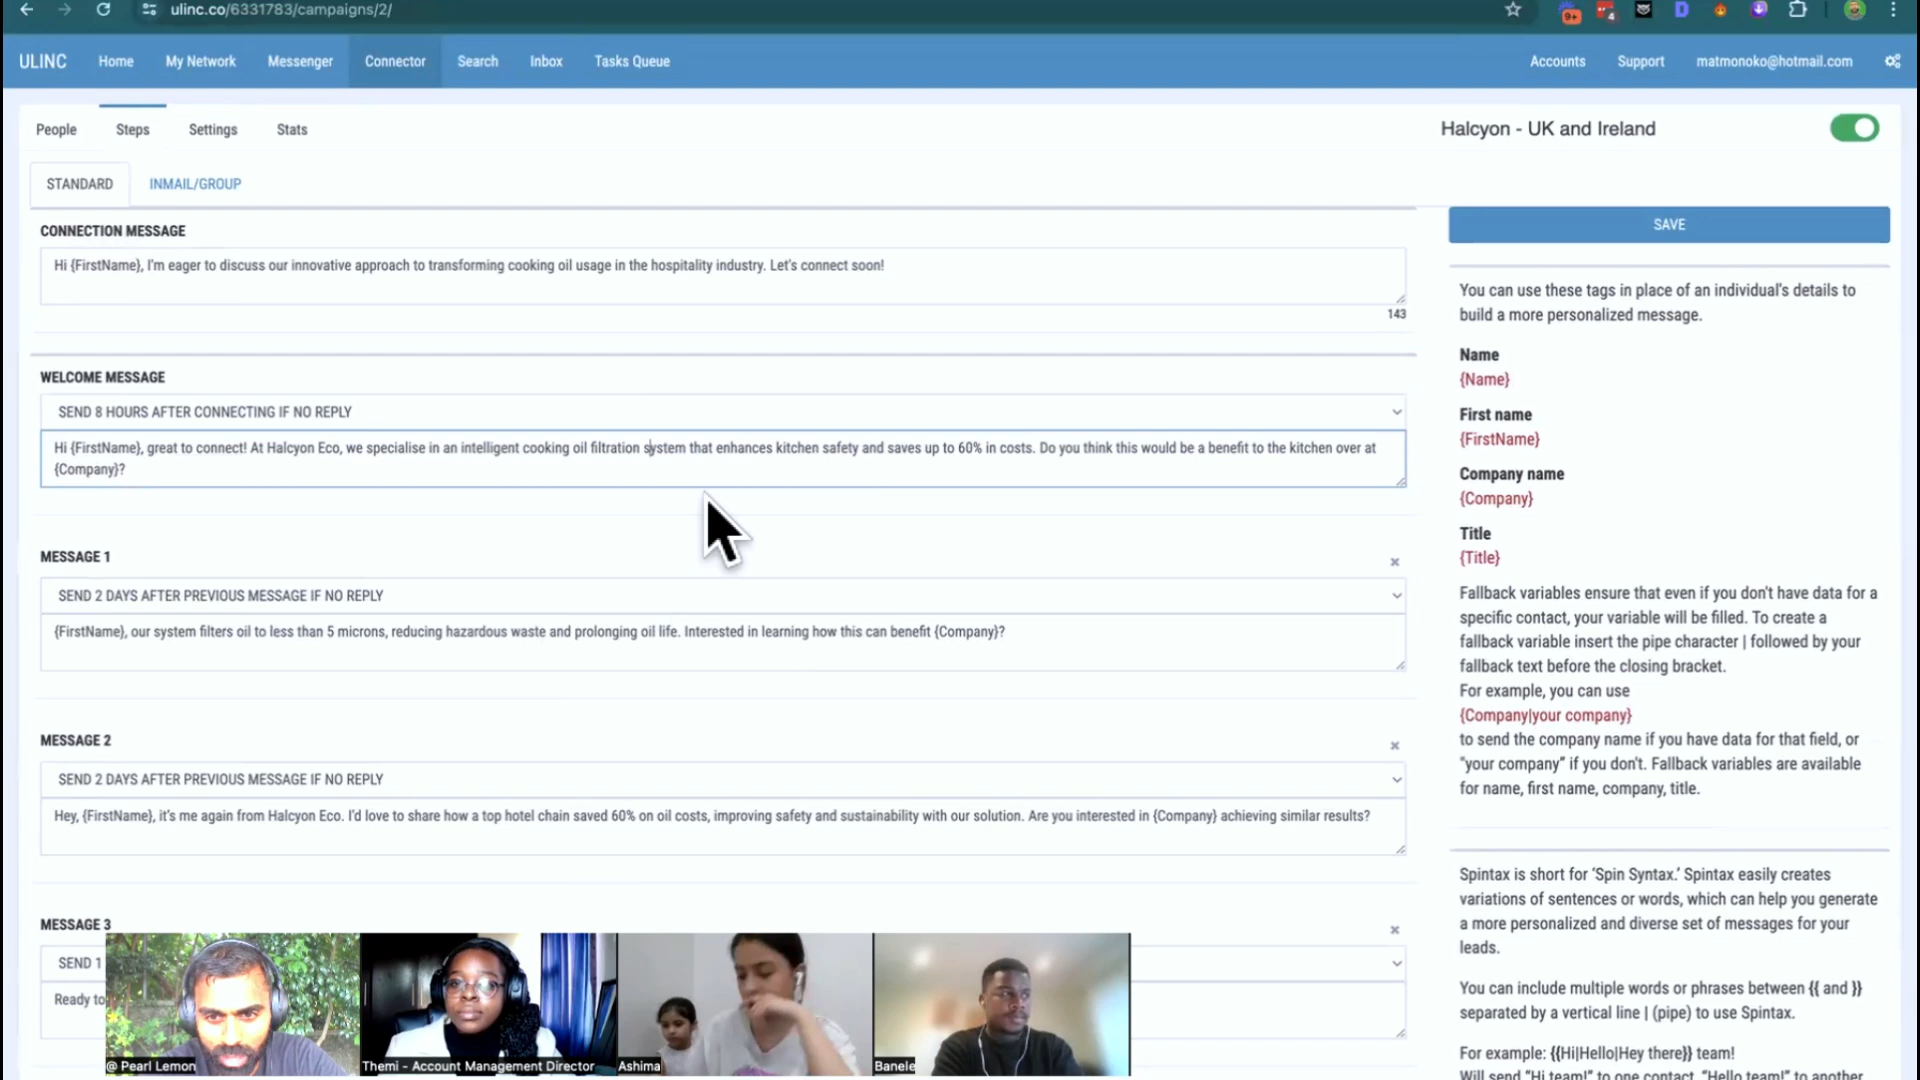 ulinc.co/6331783/campaigns/2/
9+
4
D
ULINC Home My Network Messenger Connector Search Inbox Tasks Queue Accounts Support matmonoko@hotmail.com
People Steps Settings Stats
Halcyon - UK and Ireland
STANDARD INMAIL/GROUP
CONNECTION MESSAGE
Hi {FirstName}, I'm eager to discuss our innovative approach to transforming cooking oil usage in the hospitality industry. Let's connect soon!
143
WELCOME MESSAGE
SEND 8 HOURS AFTER CONNECTING IF NO REPLY
Hi {FirstName}, great to connect! At Halcyon Eco, we specialise in an intelligent cooking oil filtration system that enhances kitchen safety and saves up to 60% in costs. Do you think this would be a benefit to the kitchen over at
{Company}?
MESSAGE 1
SEND 2 DAYS AFTER PREVIOUS MESSAGE IF NO REPLY
{FirstName}, our system filters oil to less than 5 microns, reducing hazardous waste and prolonging oil life. Interested in learning how this can benefit {Company}?
MESSAGE 2
SEND 2 DAYS AFTER PREVIOUS MESSAGE IF NO REPLY
Hey, {FirstName}, it's me again from Halcyon Eco. I'd love to share how a top hotel chain saved 60% on oil costs, improving safety and sustainability with our solution. Are you interested in {Company} achieving similar results?
MESSAGE 3
SEND 1
Ready to
SAVE
You can use these tags in place of an individual's details to
build a more personalized message.
Name
{Name}
First name
{FirstName}
Company name
{Company}
Title
{Title}
Fallback variables ensure that even if you don't have data for a
specific contact, your variable will be filled. To create a
fallback variable insert the pipe character | followed by your
fallback text before the closing bracket.
For example, you can use
{Company|your company}
to send the company name if you have data for that field, or
"your company" if you don't. Fallback variables are available
for name, first name, company, title.
Spintax is short for 'Spin Syntax.' Spintax easily creates
variations of sentences or words, which can help you generate
a more personalized and diverse set of messages for your
leads.
You can include multiple words or phrases between {{ and }}
separated by a vertical line | (pipe) to use Spintax.
For example: {{Hi|Hello|Hey there}} team!
Will send "Hi team!" to one contact, "Hello team!" to another
@ Pearl Lemon
Themi - Account Management Director
Ashima
Banele